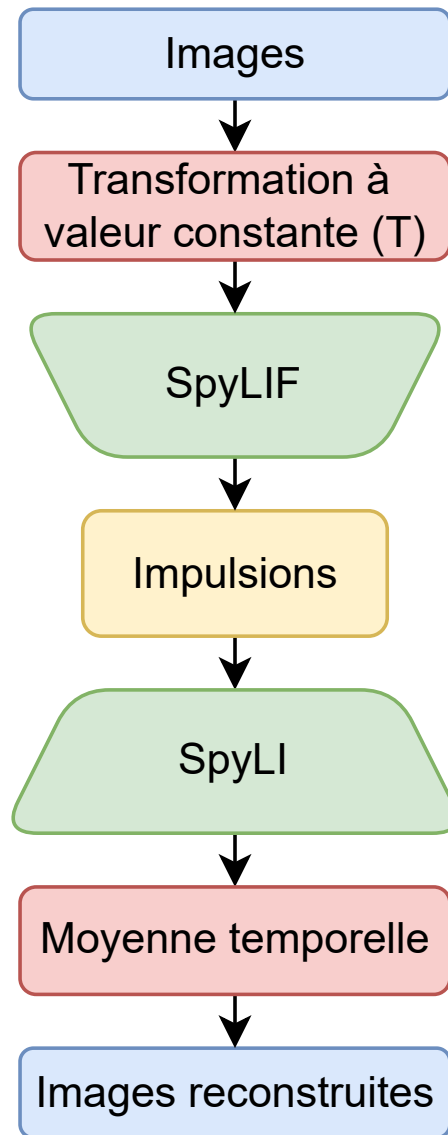 Images
Transformation à
valeur constante (T)
SpyLIF
Impulsions
SpyLI
Moyenne temporelle
Images reconstruites